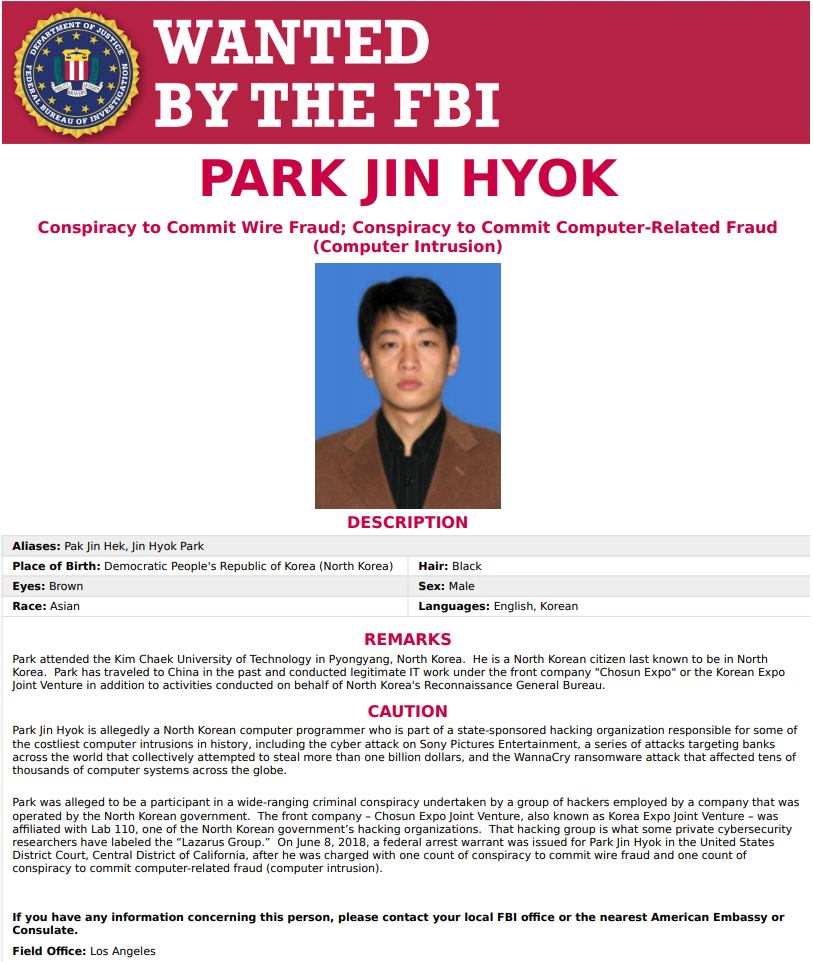 DEPARTMENT OF JUSTICE
FEDERAL BUREAU OF INVESTIGATION
WANTED
BY THE FBI
PARK JIN HYOK
Conspiracy to Commit Wire Fraud; Conspiracy to Commit Computer-Related Fraud
(Computer Intrusion)
DESCRIPTION
Aliases: Pak Jin Hek, Jin Hyok Park
Place of Birth: Democratic People's Republic of Korea (North Korea) Hair: Black
Eyes: Brown Sex: Male
Race: Asian Languages: English, Korean
REMARKS
Park attended the Kim Chaek University of Technology in Pyongyang, North Korea. He is a North Korean citizen last known to be in North
Korea. Park has traveled to China in the past and conducted legitimate IT work under the front company "Chosun Expo" or the Korean Expo
Joint Venture in addition to activities conducted on behalf of North Korea's Reconnaissance General Bureau.
CAUTION
Park Jin Hyok is allegedly a North Korean computer programmer who is part of a state-sponsored hacking organization responsible for some of
the costliest computer intrusions in history, including the cyber attack on Sony Pictures Entertainment, a series of attacks targeting banks
across the world that collectively attempted to steal more than one billion dollars, and the WannaCry ransomware attack that affected tens of
thousands of computer systems across the globe.
Park was alleged to be a participant in a wide-ranging criminal conspiracy undertaken by a group of hackers employed by a company that was
operated by the North Korean government. The front company – Chosun Expo Joint Venture, also known as Korea Expo Joint Venture – was
affiliated with Lab 110, one of the North Korean government’s hacking organizations. That hacking group is what some private cybersecurity
researchers have labeled the “Lazarus Group.” On June 8, 2018, a federal arrest warrant was issued for Park Jin Hyok in the United States
District Court, Central District of California, after he was charged with one count of conspiracy to commit wire fraud and one count of
conspiracy to commit computer-related fraud (computer intrusion).
If you have any information concerning this person, please contact your local FBI office or the nearest American Embassy or
Consulate.
Field Office: Los Angeles